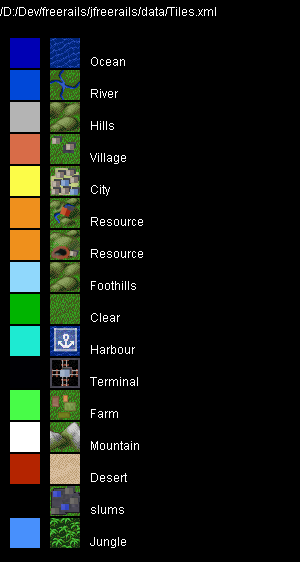 /D:/Dev/freerails/jfreerails/data/Tiles.xml
Ocean
River
Hills
Village
City
Resource
Resource
Foothills
Clear
Harbour
Terminal
Farm
Mountain
Desert
slums
Jungle